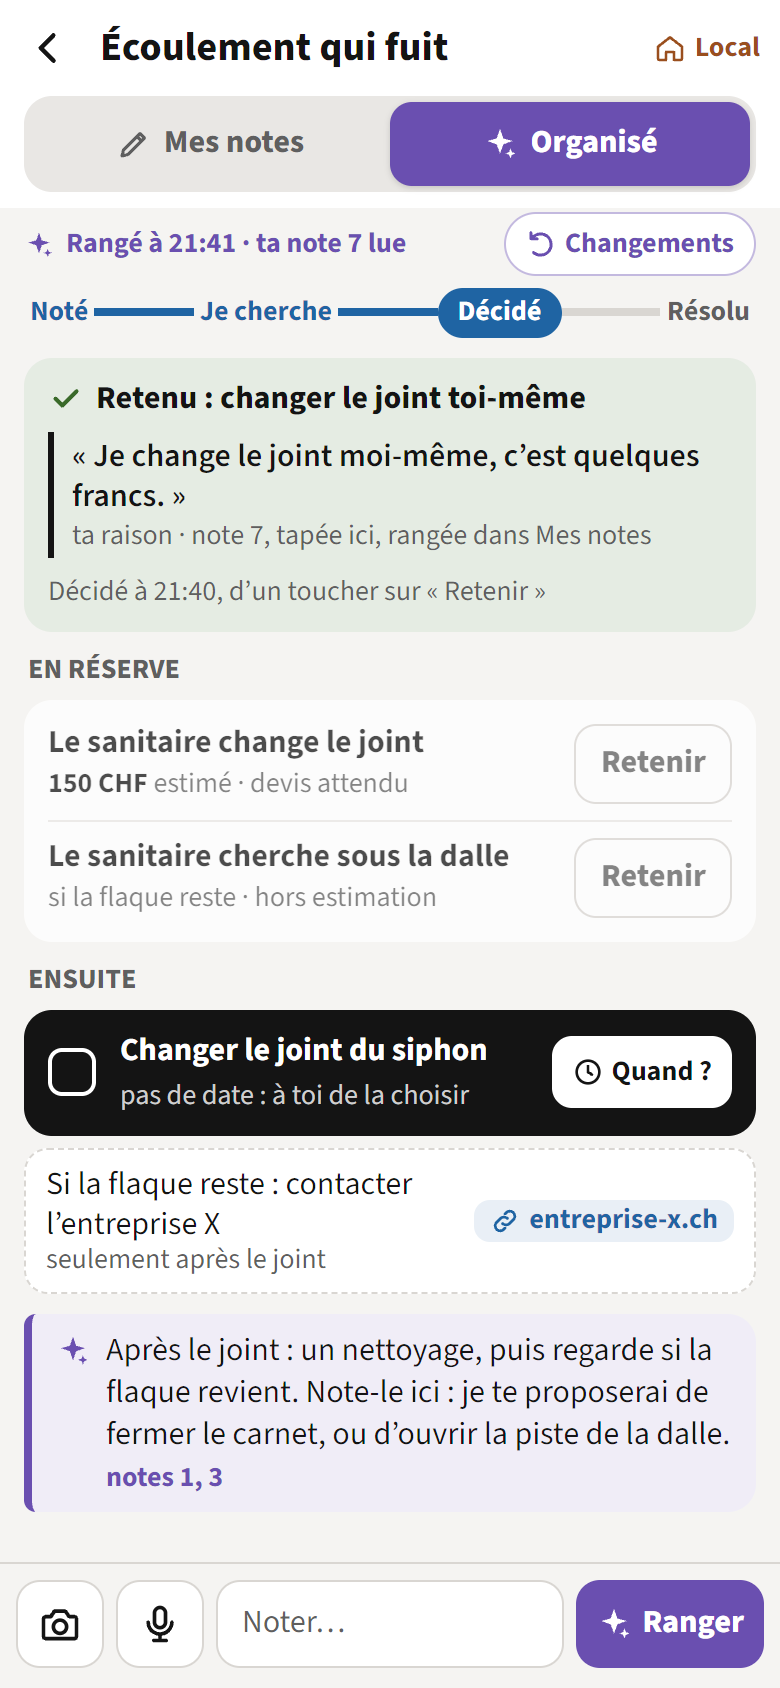 Écoulement qui fuit
Local
Mes notes
Organisé
Rangé à 21:41 · ta note 7 lue
Changements
Noté
Je cherche
Décidé
Résolu
Retenu : changer le joint toi-même
« Je change le joint moi-même, c’est quelques
francs. »
ta raison · note 7, tapée ici, rangée dans Mes notes
Décidé à 21:40, d’un toucher sur « Retenir »
EN RÉSERVE
Le sanitaire change le joint
150 CHF estimé · devis attendu
Retenir
Le sanitaire cherche sous la dalle
si la flaque reste · hors estimation
Retenir
ENSUITE
Changer le joint du siphon
pas de date : à toi de la choisir
Quand ?
Si la flaque reste : contacter
l’entreprise X
seulement après le joint
entreprise-x.ch
Après le joint : un nettoyage, puis regarde si la
flaque revient. Note-le ici : je te proposerai de
fermer le carnet, ou d’ouvrir la piste de la dalle.
notes 1, 3
Noter…
Ranger